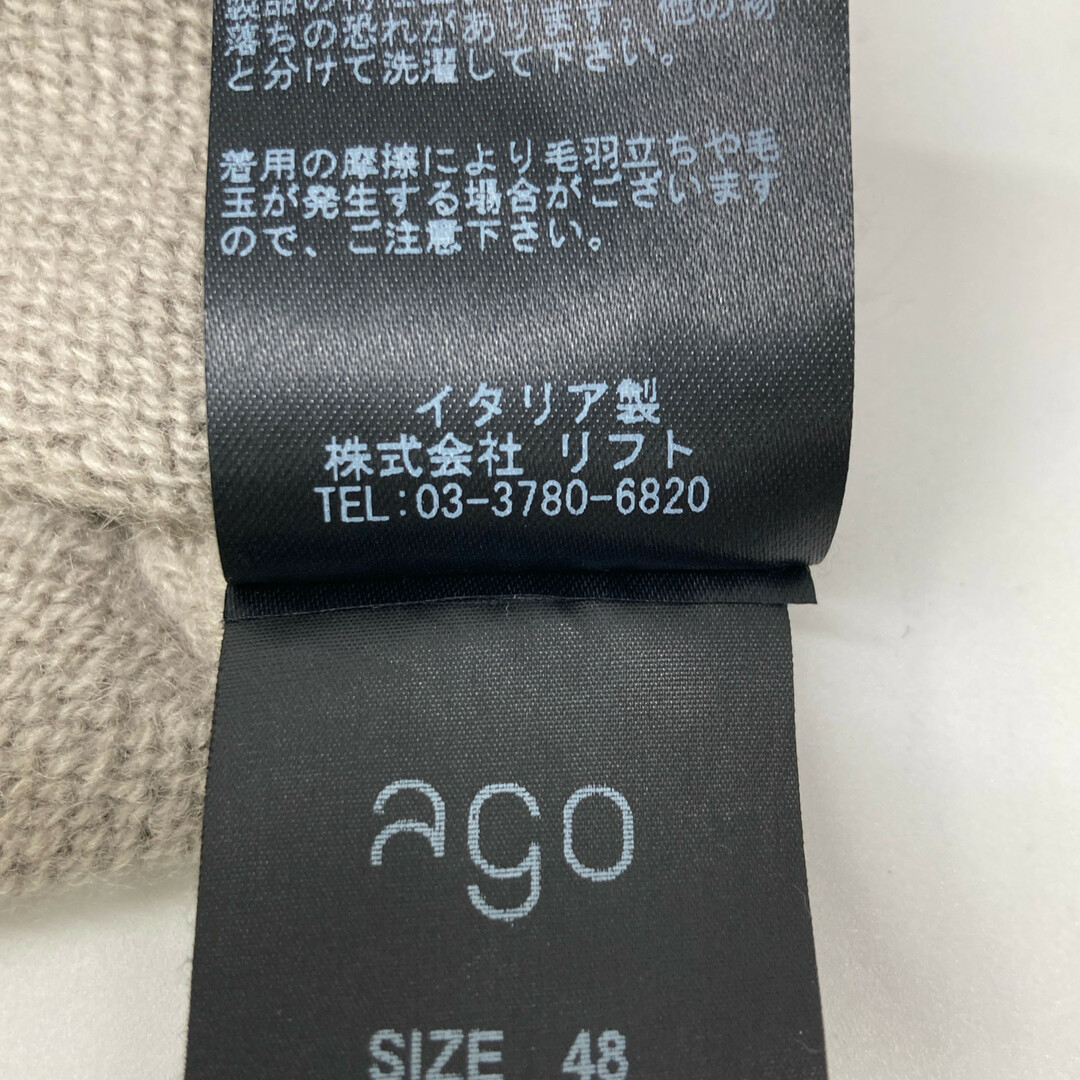 落ちの恐れがあります。他の物
と分けて洗濯して下さい。
着用の摩擦により毛羽立ちや毛
玉が発生する場合がございます
ので、ご注意下さい。
イタリア製
株式会社 リフト
TEL:03-3780-6820
ago
SIZE 48